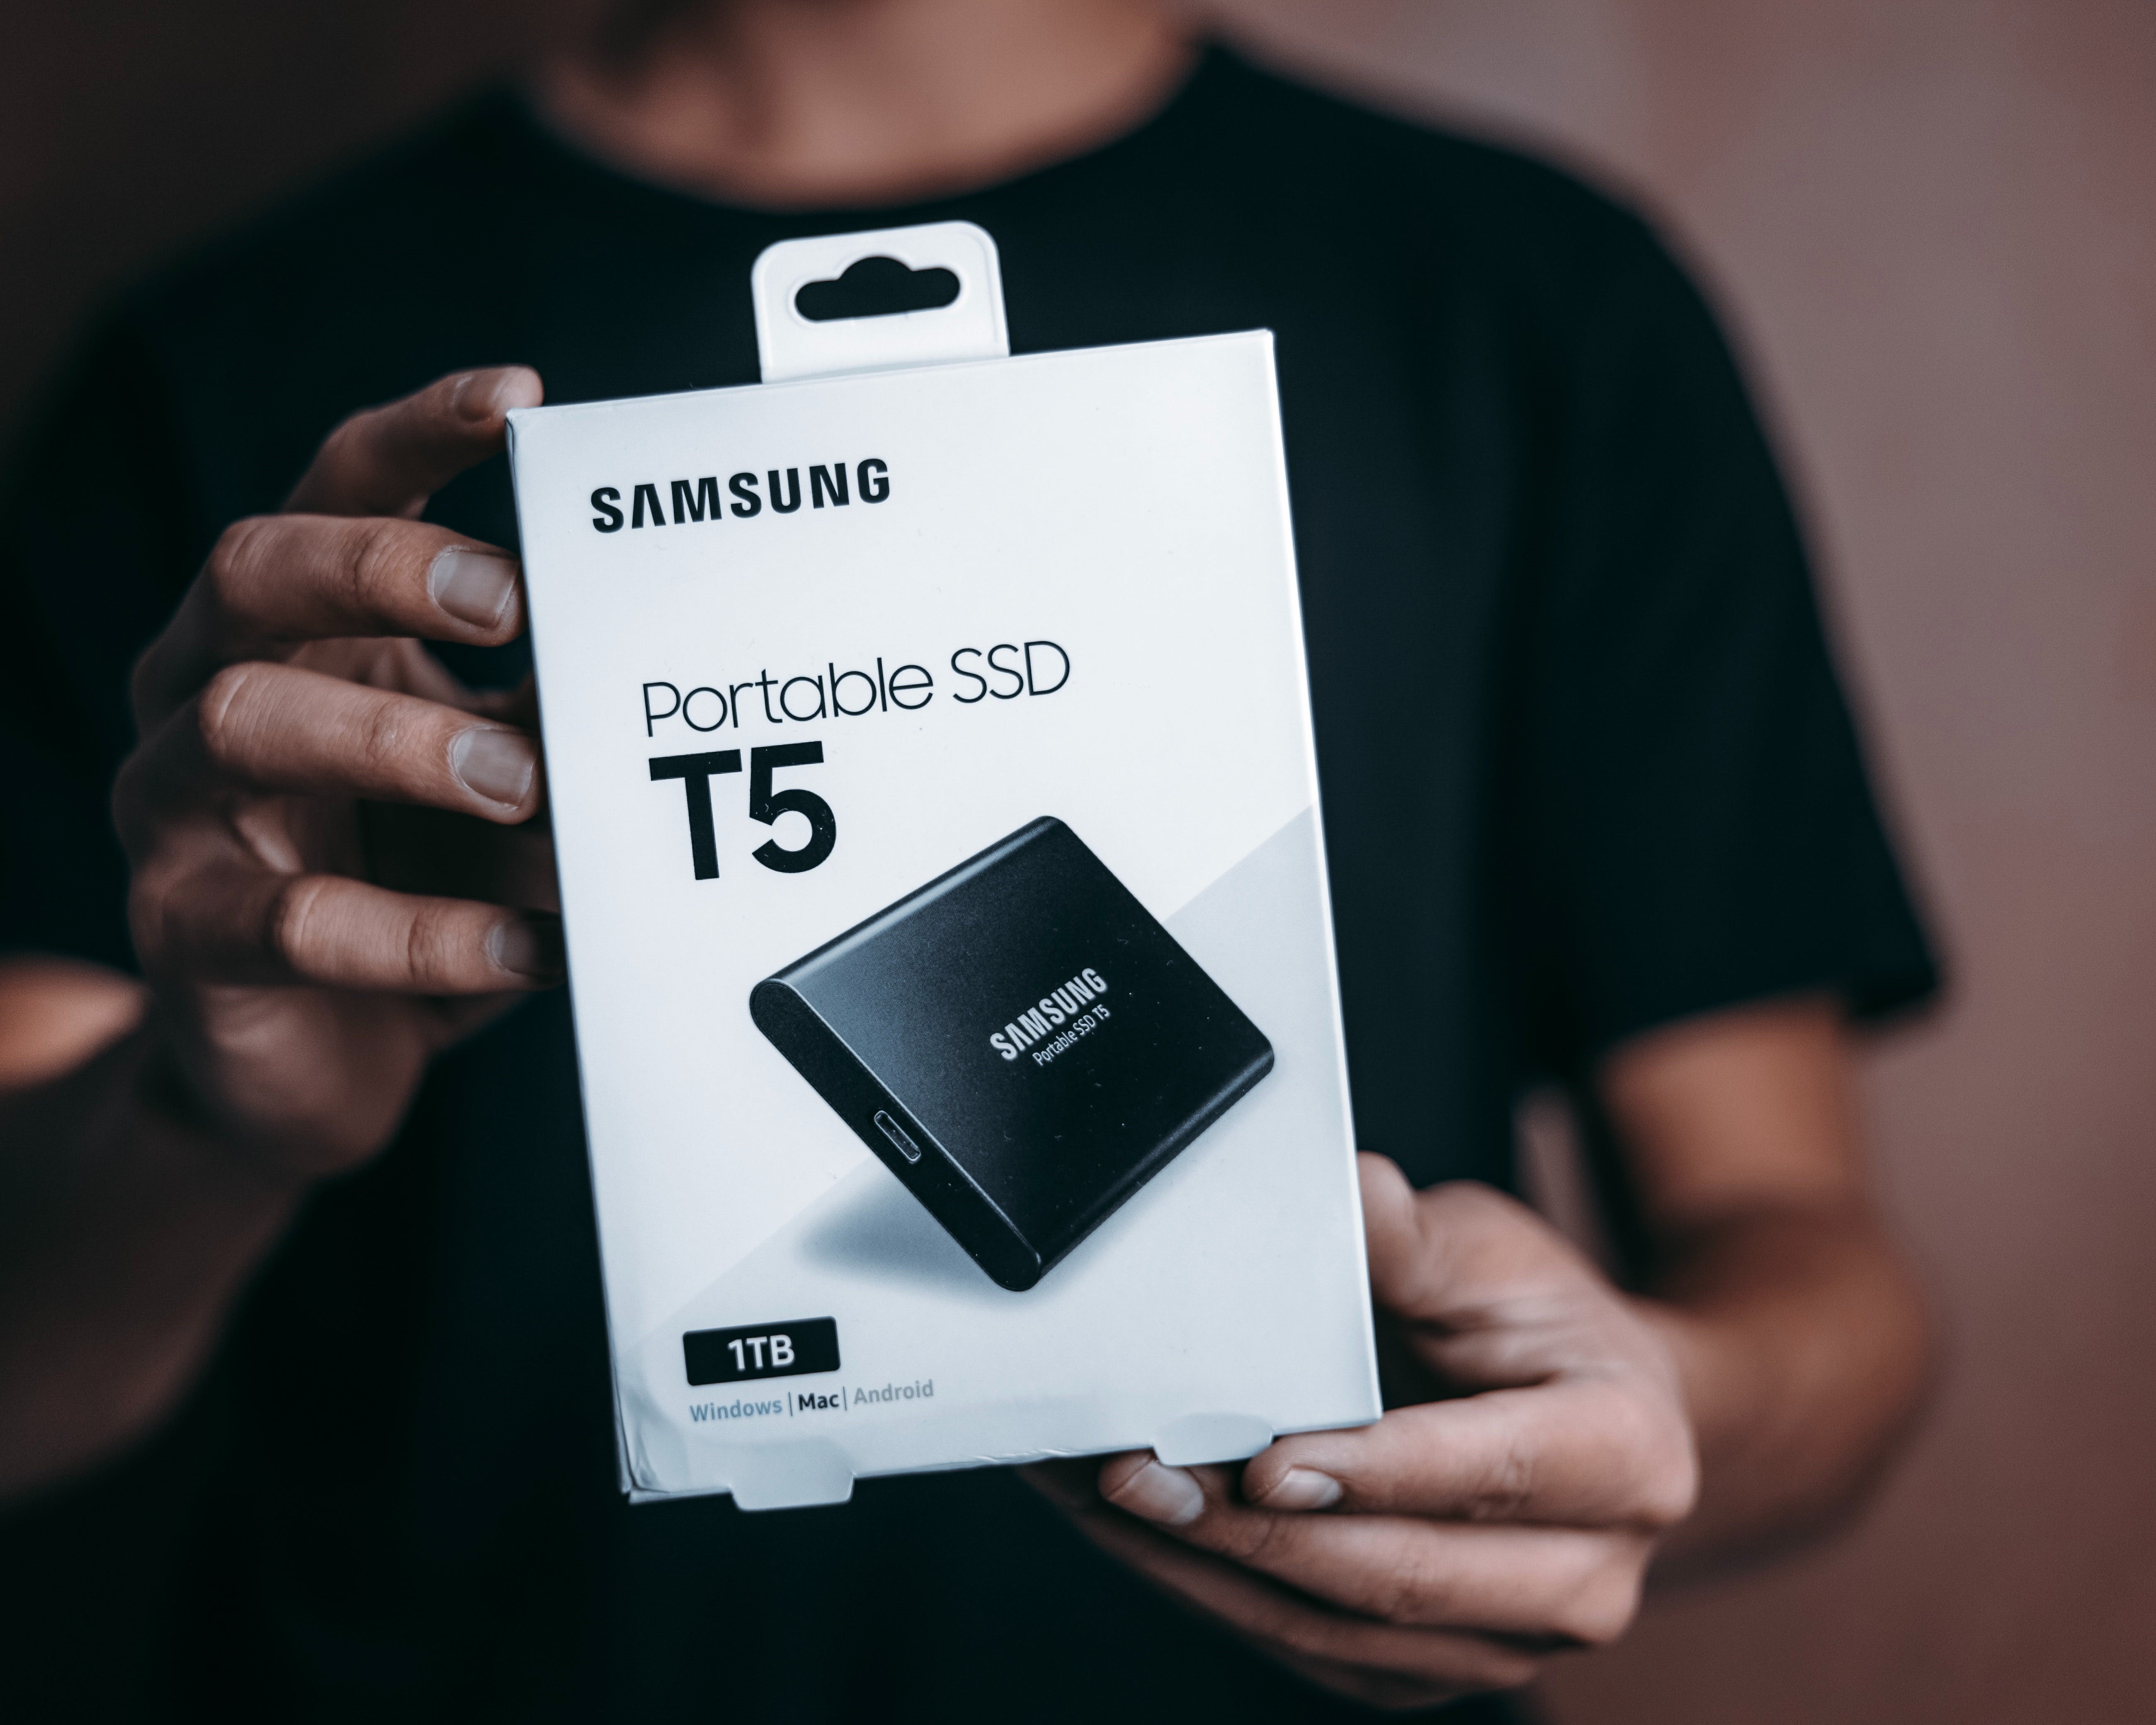 SAMSUNG
Portable SSD
T5
SAMSUNG
Portable SSD T5
1TB
Windows | Mac | Android